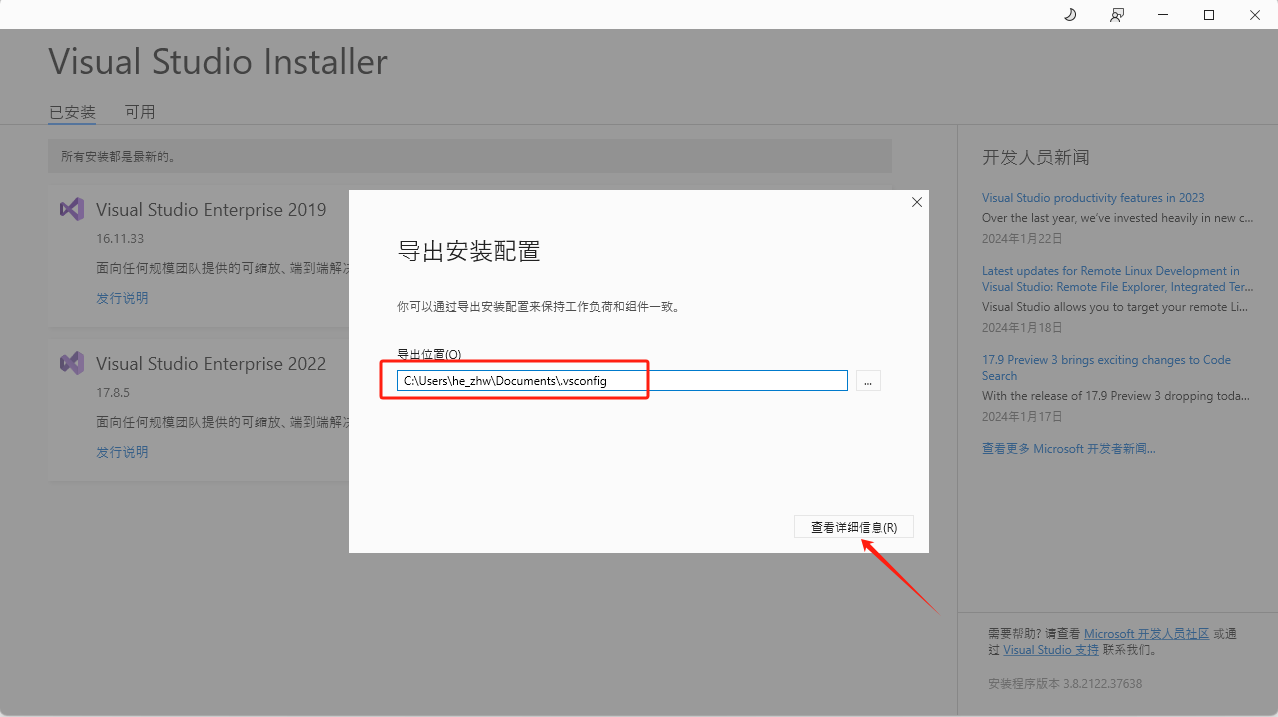 Visual Studio Installer
已安装
可用
所有安装都是最新的。
Visual Studio Enterprise 2019
16.11.33
面向任何规模团队提供的可缩放、端到端解决
发行说明
Visual Studio Enterprise 2022
17.8.5
面向任何规模团队提供的可缩放、端到端解决
发行说明
导出安装配置
你可以通过导出安装配置来保持工作负荷和组件一致。
导出位置(O)
C:\Users\he_zhw\Documents\.vsconfig
...
查看详细信息(R)
开发人员新闻
Visual Studio productivity features in 2023
Over the last year, we've invested heavily in new c...
2024年1月22日
Latest updates for Remote Linux Development in
Visual Studio: Remote File Explorer, Integrated Ter...
Visual Studio allows you to target your remote Li...
2024年1月18日
17.9 Preview 3 brings exciting changes to Code
Search
With the release of 17.9 Preview 3 dropping toda...
2024年1月17日
查看更多 Microsoft 开发者新闻...
需要帮助? 请查看 Microsoft 开发人员社区 或通
过 Visual Studio 支持 联系我们。
安装程序版本 3.8.2122.37638